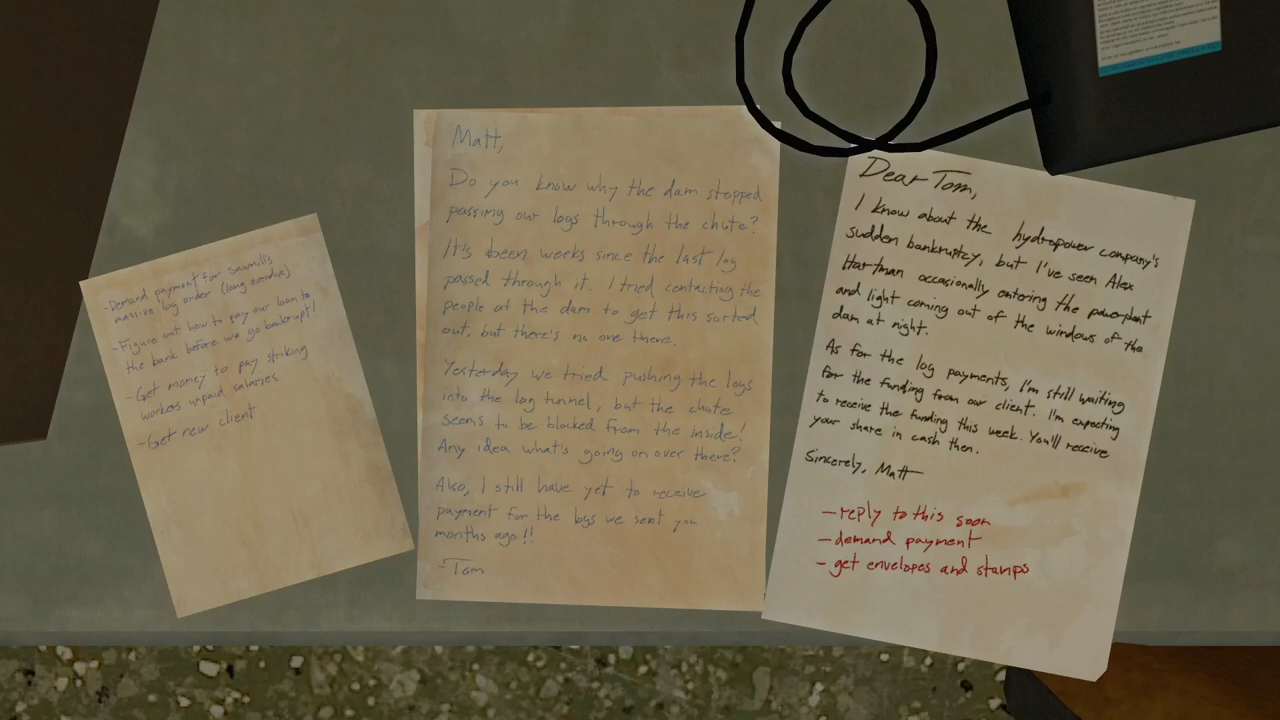 -Demand payment for sawmill's
massive log order (long overdue)
-Figure out how to pay our loan to
the bank before we go bankrupt!
-Get money to pay striking
workers unpaid salaries
-Get new client
Matt,
Do you know why the dam stopped
passing our logs through the chute?
It's been weeks since the last log
passed through it. I tried contacting the
people at the dam to get this sorted
out, but there's no one there.
Yesterday we tried pushing the logs
into the log tunnel, but the chute
seems to be blocked from the inside!
Any idea what's going on over there?
Also, I still have yet to receive
payment for the logs we sent you
months ago!!
-Tom
Dear Tom,
I know about the hydropower company's
sudden bankruptzy, but I've seen Alex
Hartman occasionally entering the powerplant
and light coming out of the windows of the
dam at night.
As for the log payments, I'm still waiting
for the funding from our client. I'm expecting
to receive the funding this week. You'll receive
your share in cash then.
Sincerely, Matt
-reply to this soon
-demand payment
-get envelopes and stamps